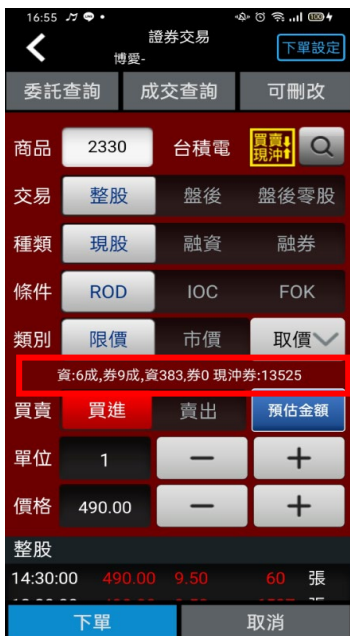 16:55
證券交易
博愛-
下單設定
委託查詢 成交查詢 可刪改
商品 2330 台積電 買賣現沖
交易 整股 盤後 盤後零股
種類 現股 融資 融券
條件 ROD IOC FOK
類別 限價 市價 取價
資:6成,券9成,資383,券0 現沖券:13525
買賣 買進 賣出 預估金額
單位 1 − +
價格 490.00 − +
整股
14:30:00 490.00 9.50 60 張
下單 取消